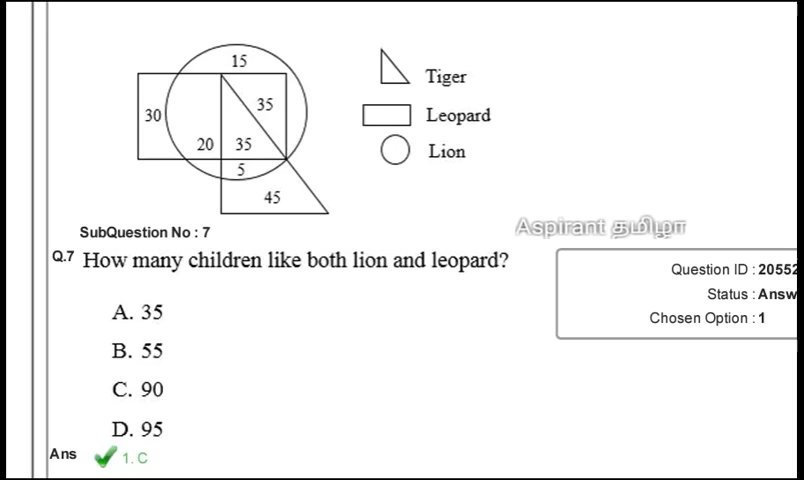 15
35
Tiger
30
Leopard
20 35
Lion
5
45
SubQuestion No : 7
Aspirant தமிழா
Q.7 How many children like both lion and leopard?
Question ID : 20552
Status : Answ
Chosen Option : 1
A. 35
B. 55
C. 90
D. 95
Ans 1. C